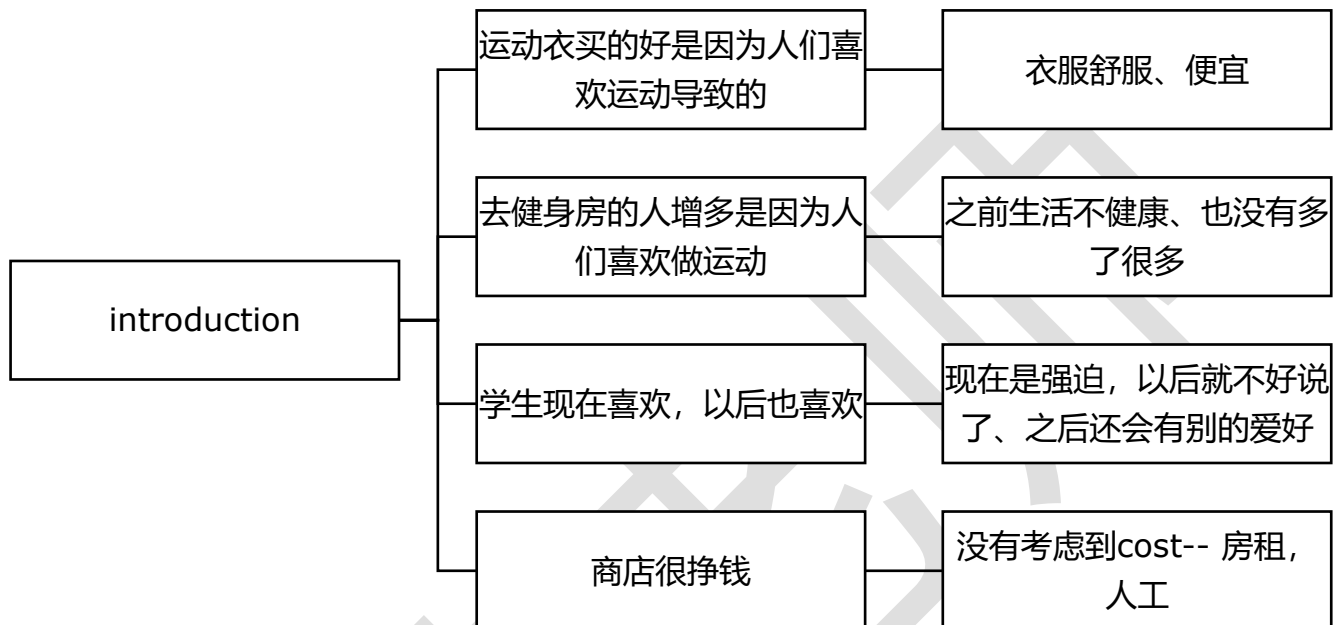 introduction
运动衣买的好是因为人们喜
欢运动导致的
衣服舒服、便宜
去健身房的人增多是因为人
们喜欢做运动
之前生活不健康、也没有多
了很多
学生现在喜欢，以后也喜欢
现在是强迫，以后就不好说
了、之后还会有别的爱好
商店很挣钱
没有考虑到cost-- 房租，
人工